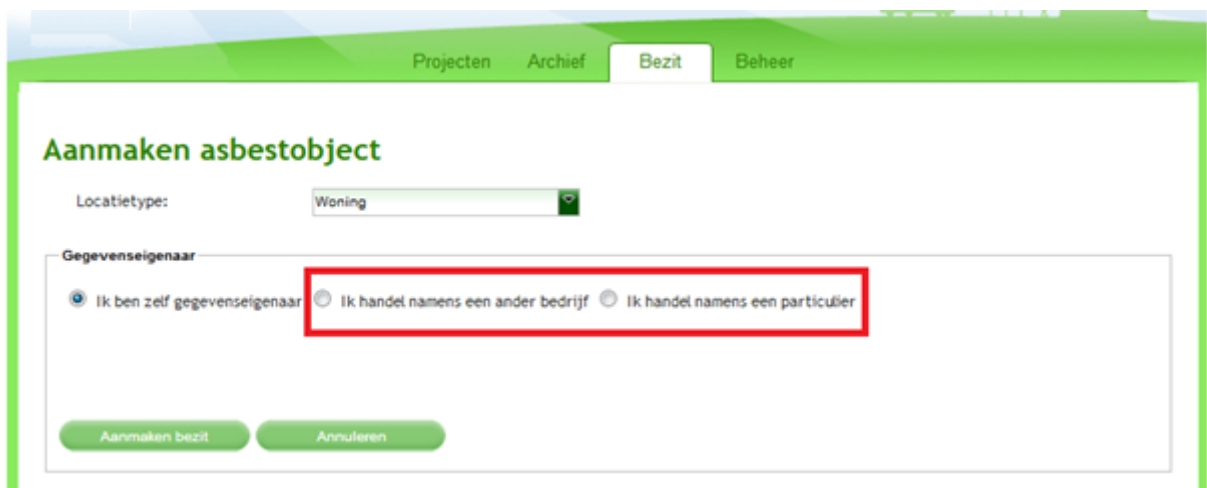 Projecten Archief Bezit Beheer
Aanmaken asbestobject
Locatietype: Woning
Gegevenseigenaar
Ik ben zelf gegevenseigenaar Ik handel namens een ander bedrijf Ik handel namens een particulier
Aanmaken bezit Annuleren